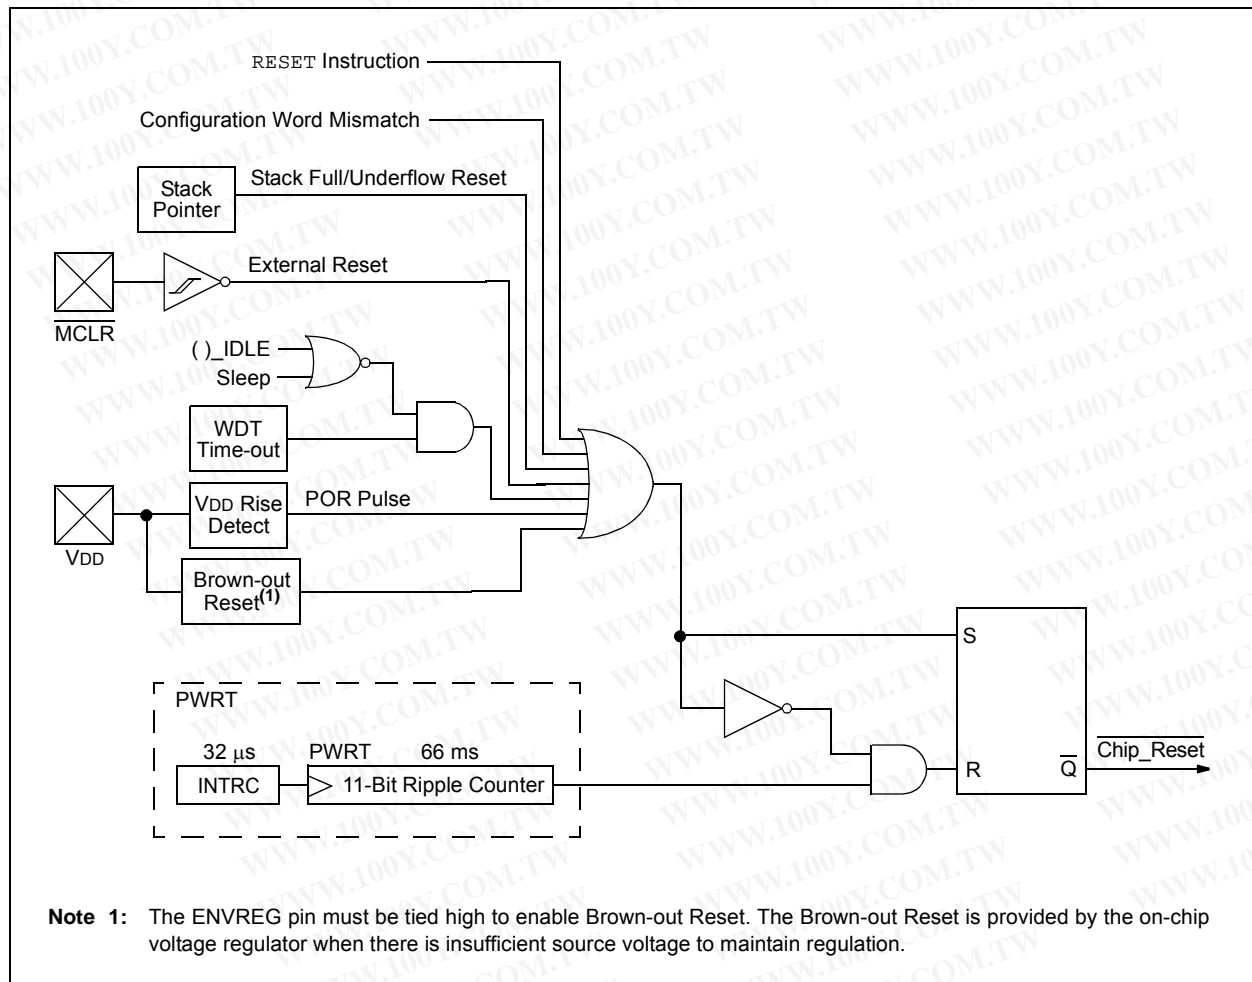 RESET Instruction
Configuration Word Mismatch
Stack
Pointer
Stack Full/Underflow Reset
External Reset
MCLR
( )_IDLE
Sleep
WDT
Time-out
VDD Rise
Detect
POR Pulse
VDD
Brown-out
Reset(1)
S
PWRT
32 μs
PWRT
66 ms
INTRC
11-Bit Ripple Counter
R
Q
Chip_Reset
Note 1: The ENVREG pin must be tied high to enable Brown-out Reset. The Brown-out Reset is provided by the on-chip
voltage regulator when there is insufficient source voltage to maintain regulation.
WWW.100Y.COM.TW